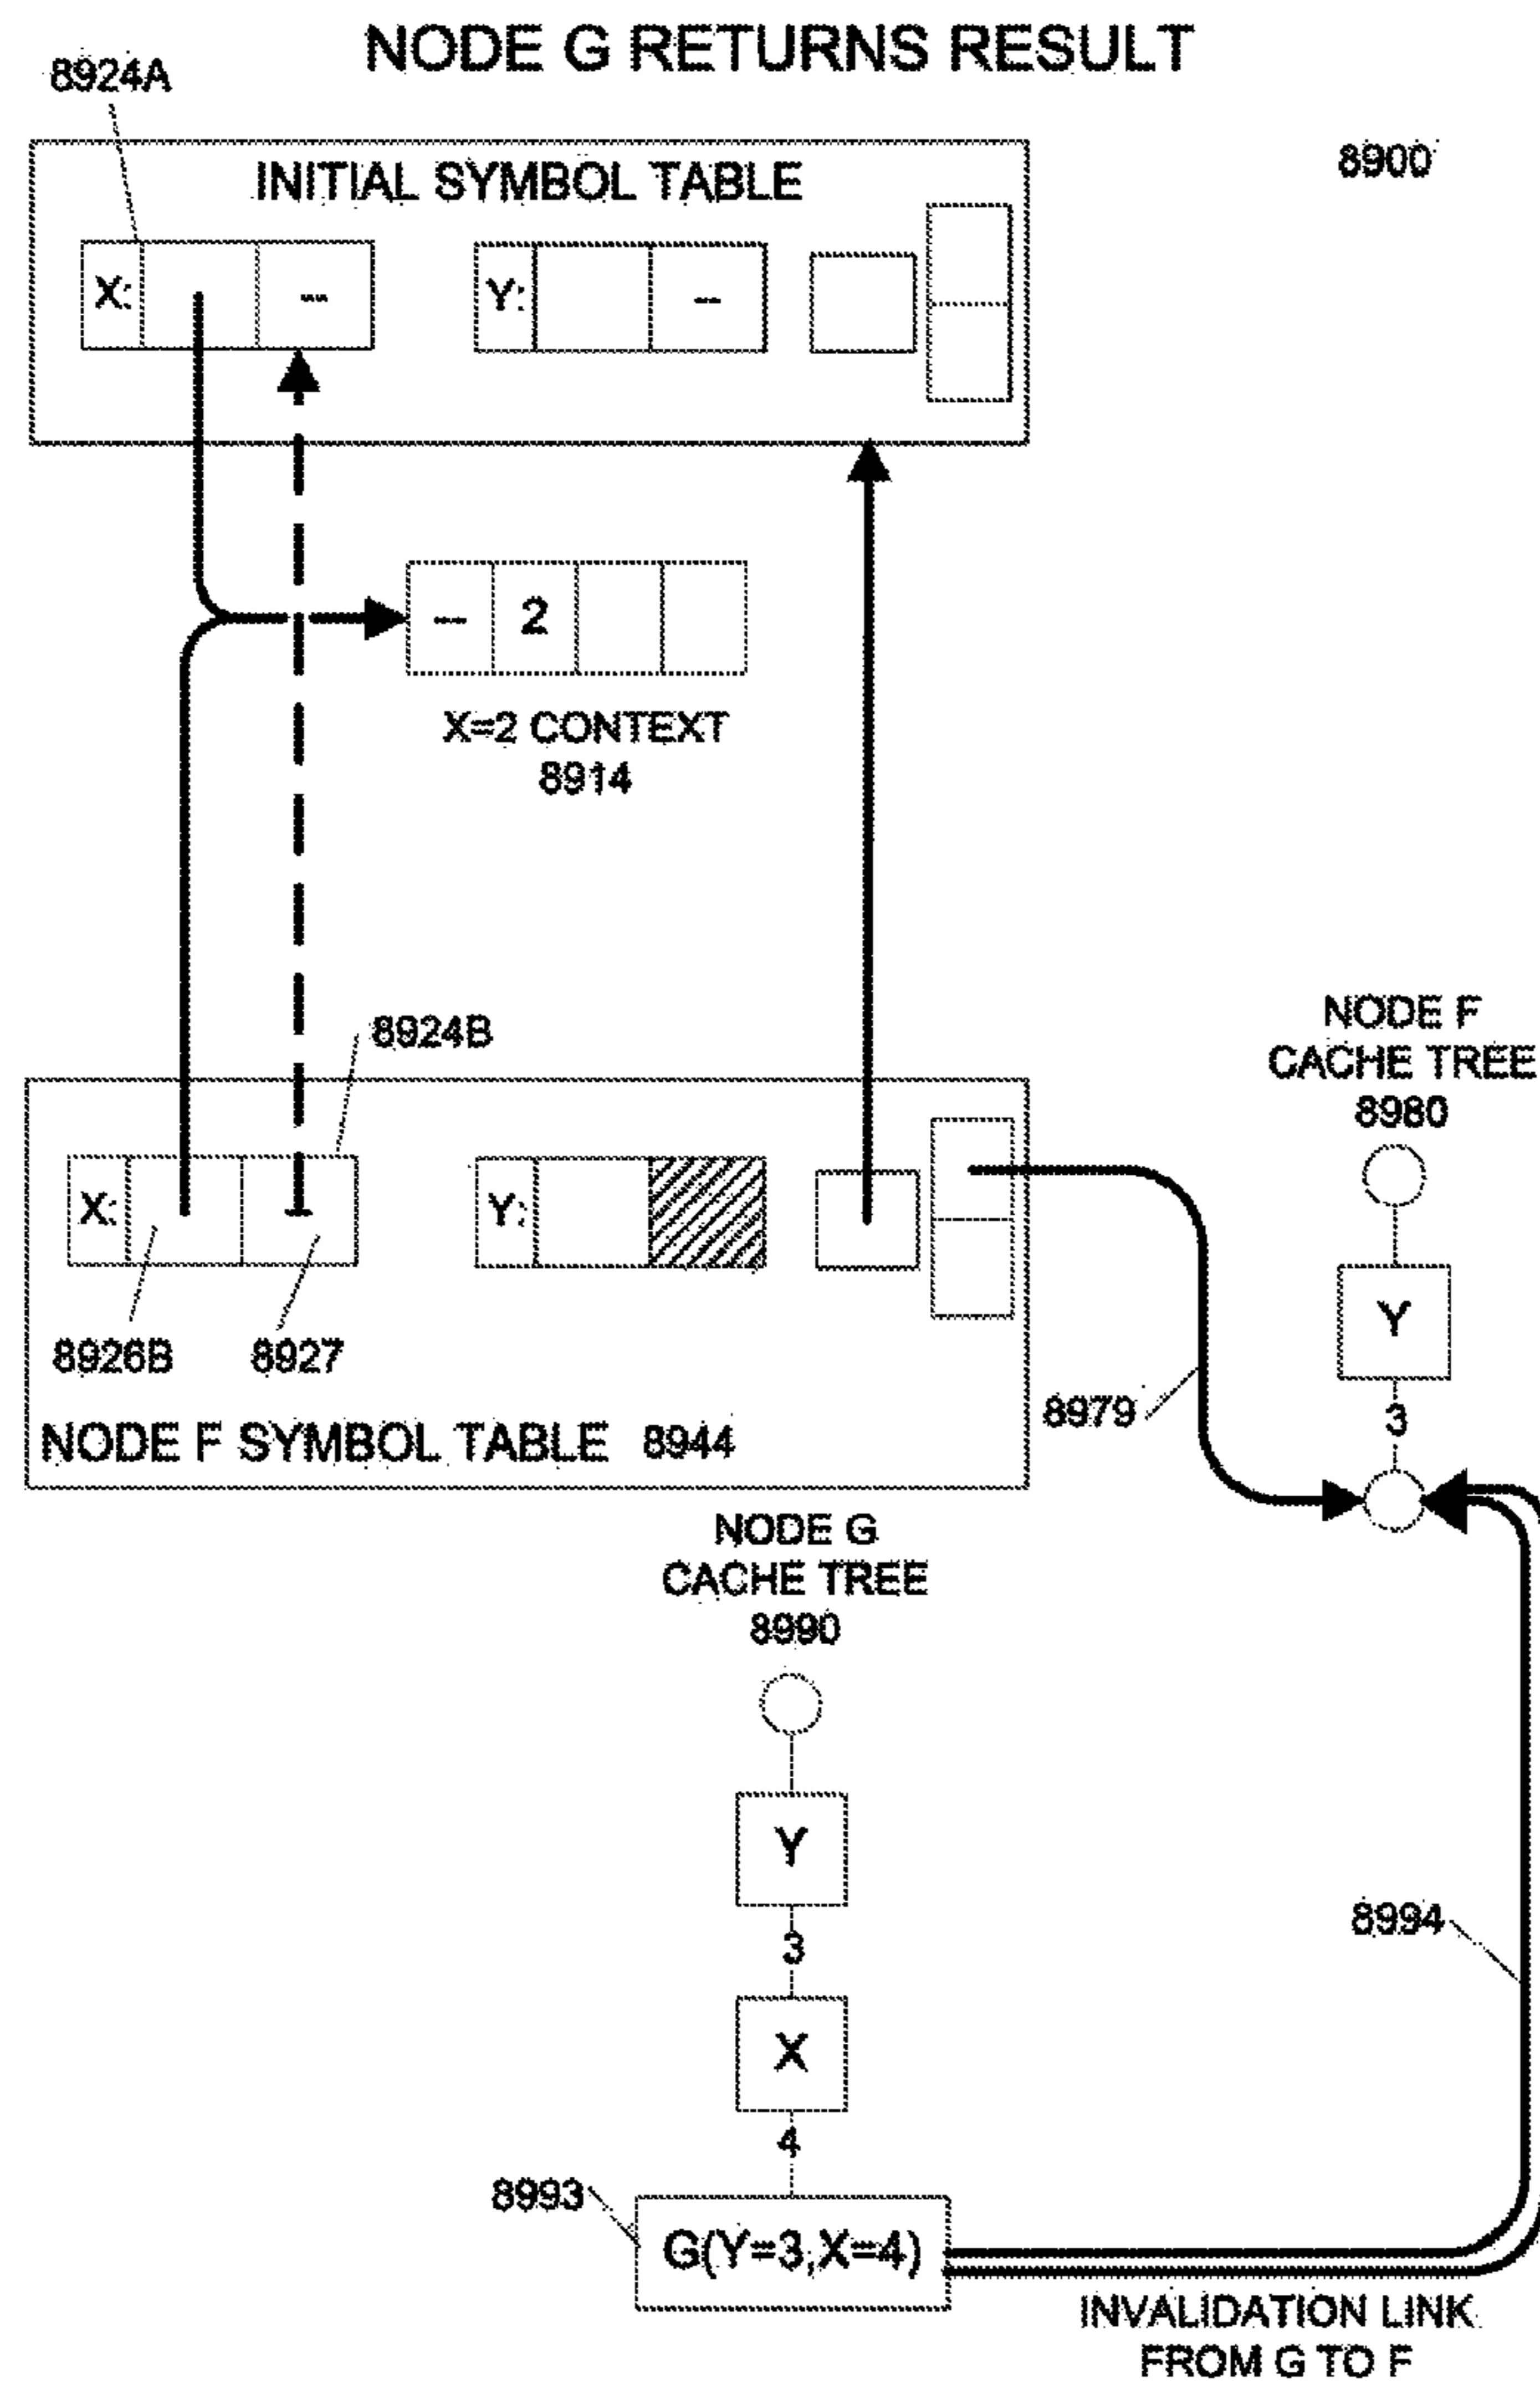 NODE G RETURNS RESULT
8924A
8900
INITIAL SYMBOL TABLE
X: -- Y: --
-- 2
X=2 CONTEXT
8914
8924B
NODE F
CACHE TREE
8980
X: Y:
Y
8926B 8927
8979
3
NODE F SYMBOL TABLE 8944
NODE G
CACHE TREE
8990
Y
8994
3
X
4
8993
G(Y=3,X=4)
INVALIDATION LINK
FROM G TO F